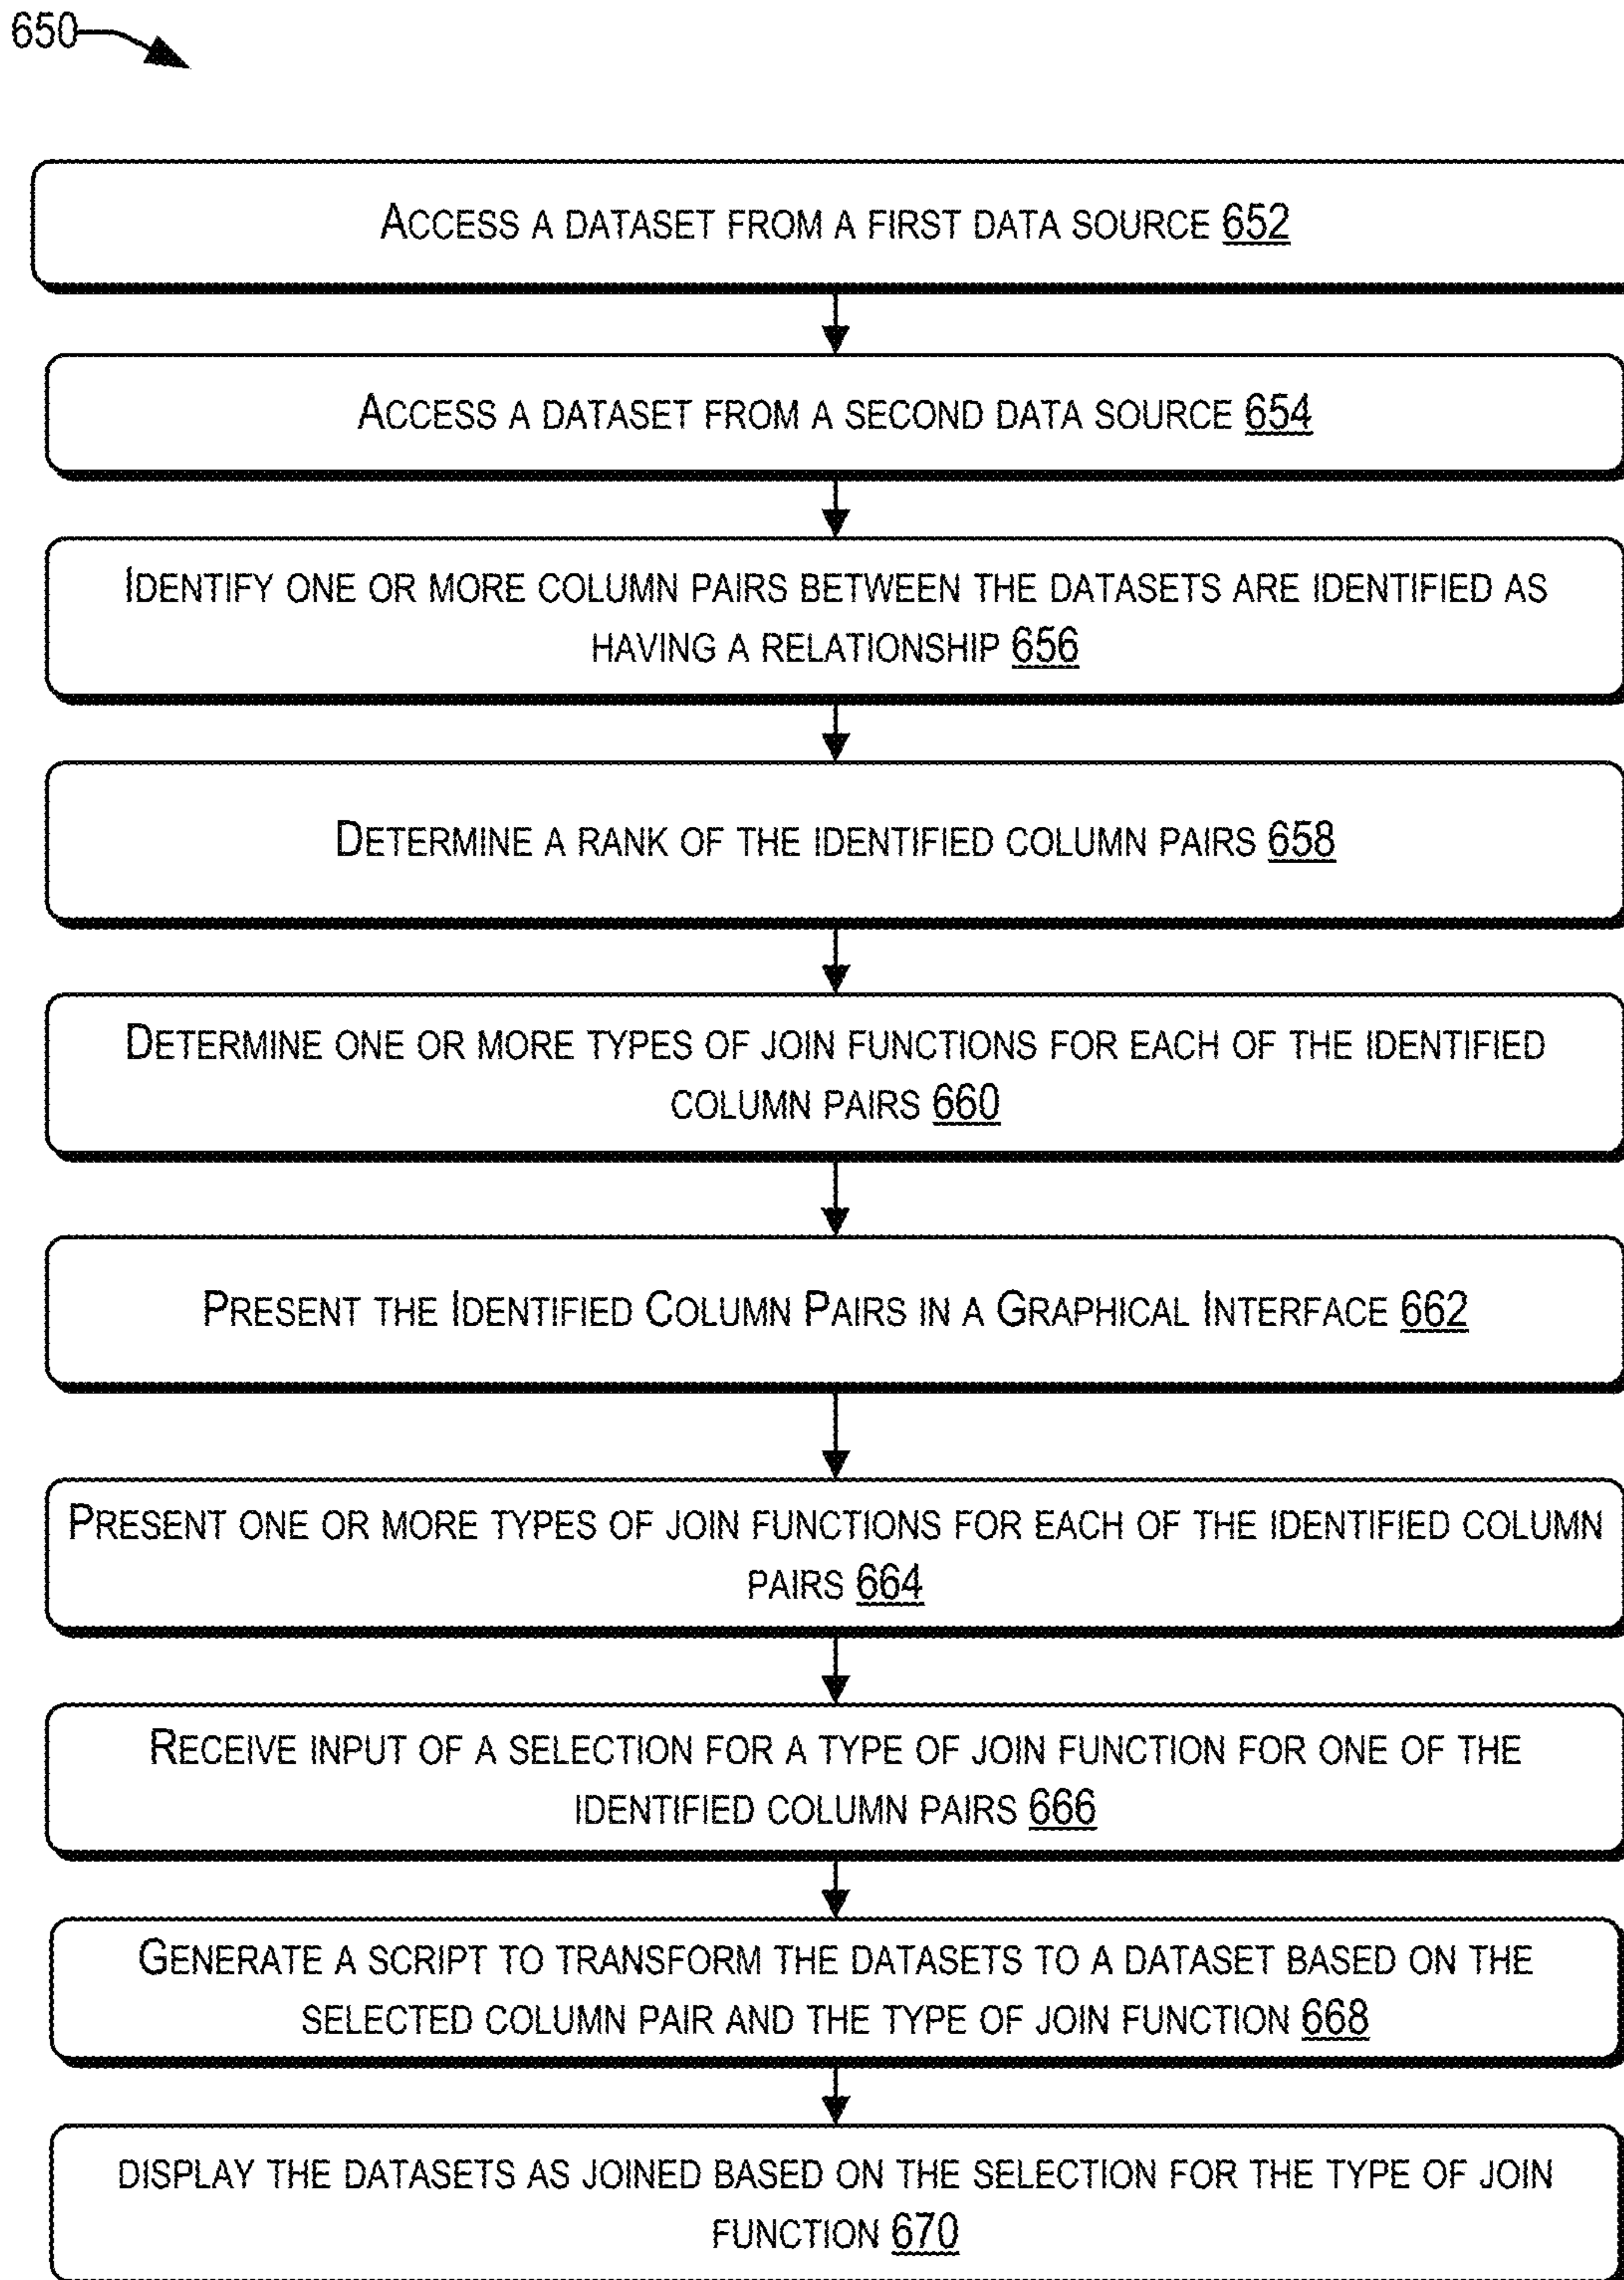 650
ACCESS A DATASET FROM A FIRST DATA SOURCE 652
ACCESS A DATASET FROM A SECOND DATA SOURCE 654
IDENTIFY ONE OR MORE COLUMN PAIRS BETWEEN THE DATASETS ARE IDENTIFIED AS
HAVING A RELATIONSHIP 656
DETERMINE A RANK OF THE IDENTIFIED COLUMN PAIRS 658
DETERMINE ONE OR MORE TYPES OF JOIN FUNCTIONS FOR EACH OF THE IDENTIFIED
COLUMN PAIRS 660
PRESENT THE IDENTIFIED COLUMN PAIRS IN A GRAPHICAL INTERFACE 662
PRESENT ONE OR MORE TYPES OF JOIN FUNCTIONS FOR EACH OF THE IDENTIFIED COLUMN
PAIRS 664
RECEIVE INPUT OF A SELECTION FOR A TYPE OF JOIN FUNCTION FOR ONE OF THE
IDENTIFIED COLUMN PAIRS 666
GENERATE A SCRIPT TO TRANSFORM THE DATASETS TO A DATASET BASED ON THE
SELECTED COLUMN PAIR AND THE TYPE OF JOIN FUNCTION 668
DISPLAY THE DATASETS AS JOINED BASED ON THE SELECTION FOR THE TYPE OF JOIN
FUNCTION 670